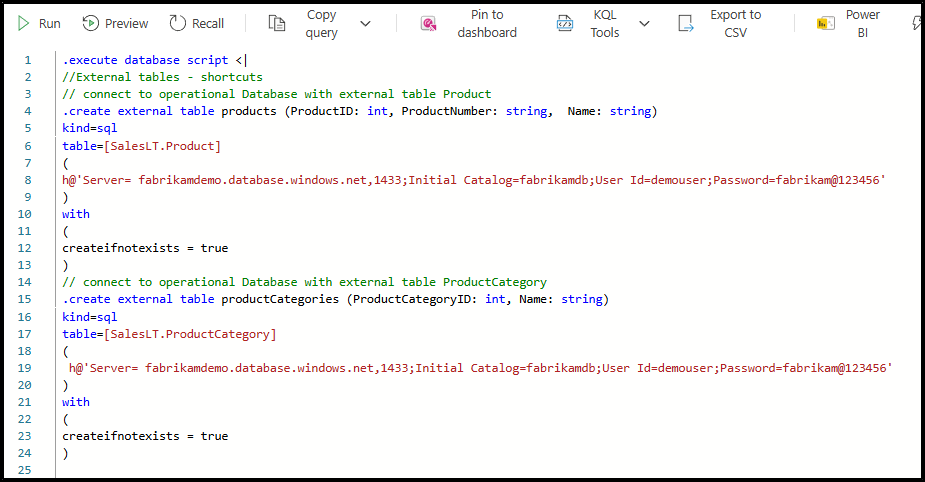 Run Preview Recall Copy query Pin to dashboard KQL Tools Export to CSV Power BI
1 .execute database script <|
2 //External tables - shortcuts
3 // connect to operational Database with external table Product
4 .create external table products (ProductID: int, ProductNumber: string,  Name: string)
5 kind=sql
6 table=[SalesLT.Product]
7 (
8 h@'Server= fabrikamdemo.database.windows.net,1433;Initial Catalog=fabrikamdb;User Id=demouser;Password=fabrikam@123456'
9 )
10 with
11 (
12 createifnotexists = true
13 )
14 // connect to operational Database with external table ProductCategory
15 .create external table productCategories (ProductCategoryID: int, Name: string)
16 kind=sql
17 table=[SalesLT.ProductCategory]
18 (
19  h@'Server= fabrikamdemo.database.windows.net,1433;Initial Catalog=fabrikamdb;User Id=demouser;Password=fabrikam@123456'
20 )
21 with
22 (
23 createifnotexists = true
24 )
25